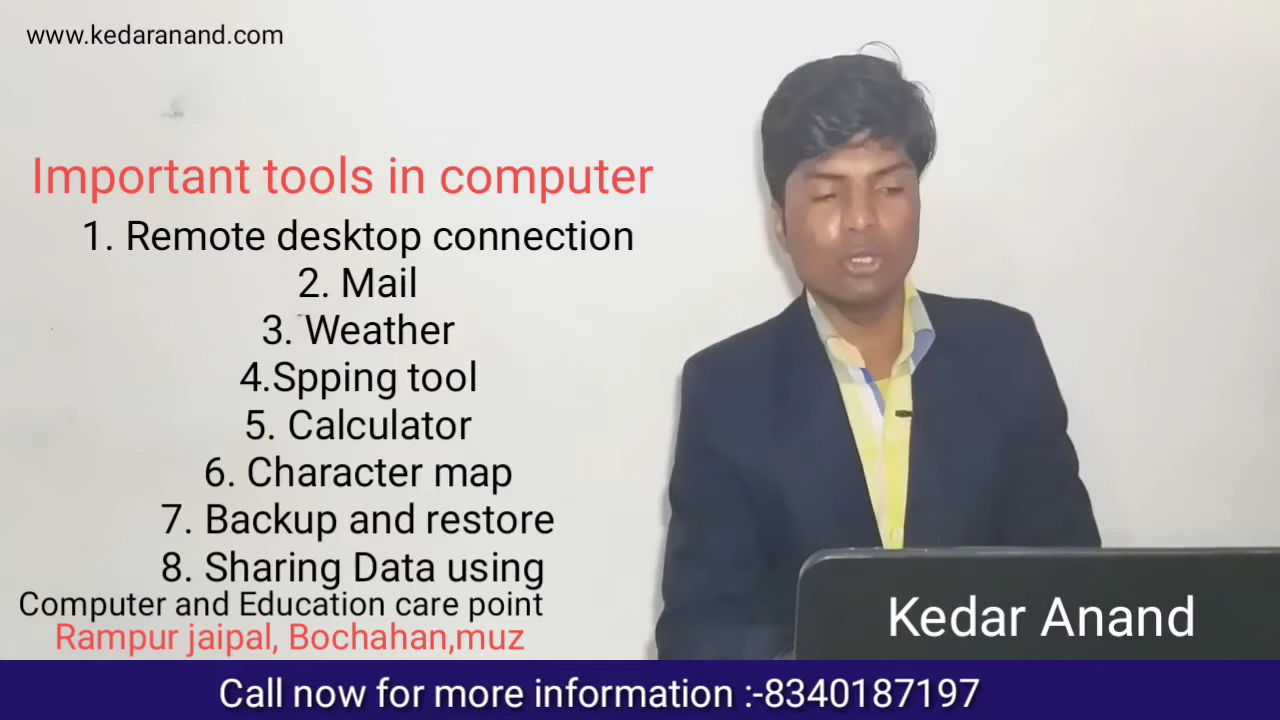 www.kedaranand.com
Important tools in computer
1. Remote desktop connection
2. Mail
3. Weather
4.Spping tool
5. Calculator
6. Character map
7. Backup and restore
8. Sharing Data using
Computer and Education care point
Rampur jaipal, Bochahan,muz
Kedar Anand
Call now for more information :-8340187197